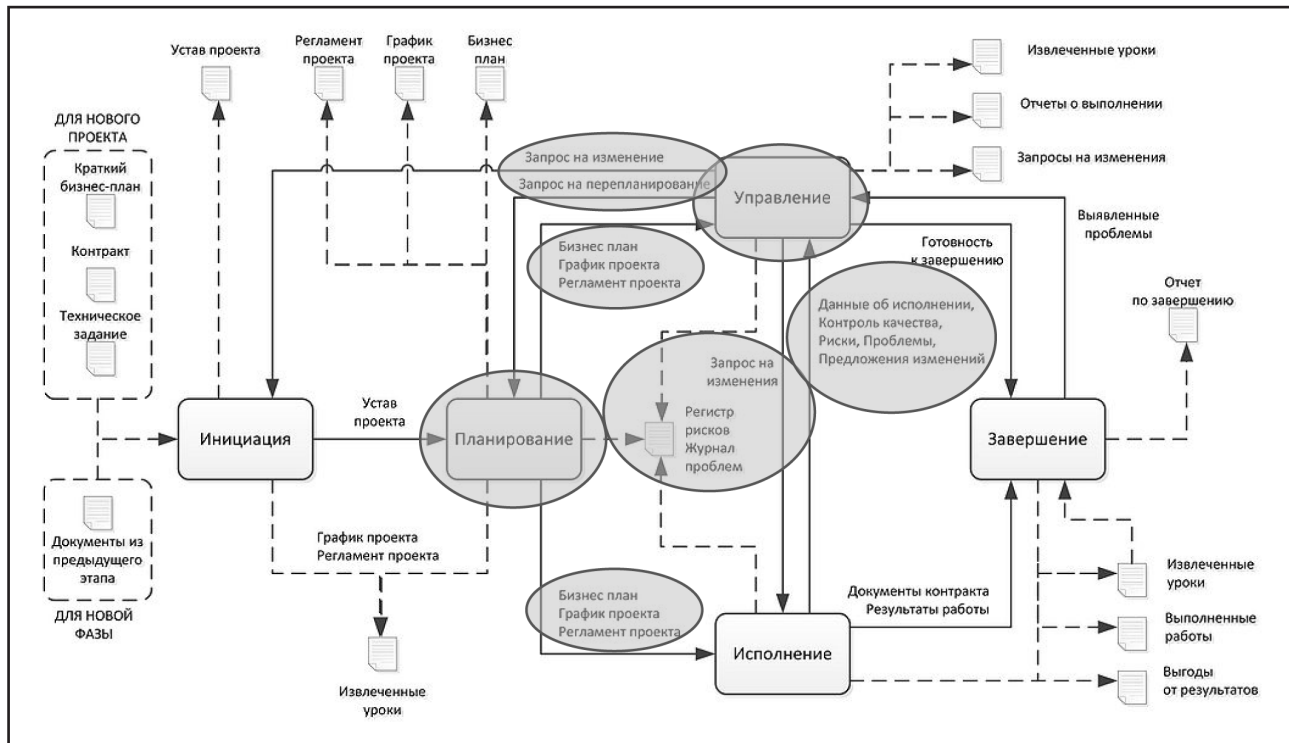 Устав проекта
Регламент
проекта
График
проекта
Бизнес
план
Извлеченные уроки
Отчеты о выполнении
Запросы на изменения
ДЛЯ НОВОГО
ПРОЕКТА
Краткий
бизнес-план
Контракт
Техническое
задание
Запрос на изменение
Запрос на перепланирование
Управление
Бизнес план
График проекта
Регламент проекта
Выявленные
проблемы
Готовность
к завершению
Данные об исполнении,
Контроль качества,
Риски, Проблемы,
Предложения изменений
Отчет
по завершению
Запрос на
изменения
Регистр
рисков
Журнал
проблем
Инициация
Устав
проекта
Планирование
Завершение
Документы из
предыдущего
этапа
ДЛЯ НОВОЙ
ФАЗЫ
График проекта
Регламент проекта
Извлеченные
уроки
Бизнес план
График проекта
Регламент проекта
Исполнение
Документы контракта
Результаты работы
Извлеченные
уроки
Выполненные
работы
Выгоды
от результатов